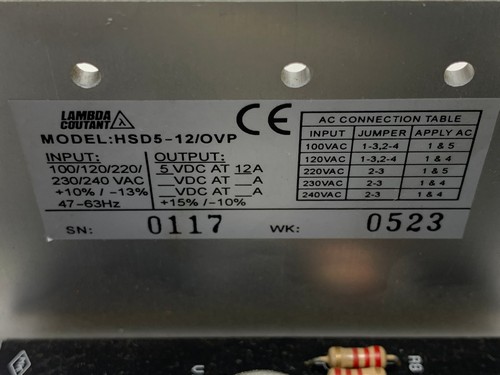 LAMBDA
COUTANT
CE
MODEL:HSD5-12/OVP
INPUT:
100/120/220/
230/240 VAC
+10% / -13%
47-63Hz
OUTPUT:
5 VDC AT 12 A
__VDC AT __A
__VDC AT __A
+15% /-10%
AC CONNECTION TABLE
INPUT JUMPER APPLY AC
100VAC 1-3,2-4 1 & 5
120VAC 1-3,2-4 1 & 4
220VAC 2-3 1 & 5
230VAC 2-3 1 & 4
240VAC 2-3 1 & 4
SN: 0117 WK: 0523
U
R8